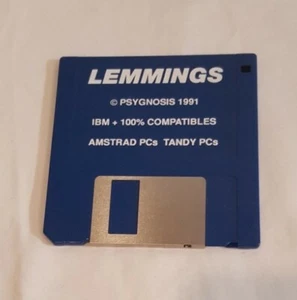 LEMMINGS
© PSYGNOSIS 1991
IBM + 100% COMPATIBLES
AMSTRAD PCs TANDY PCs